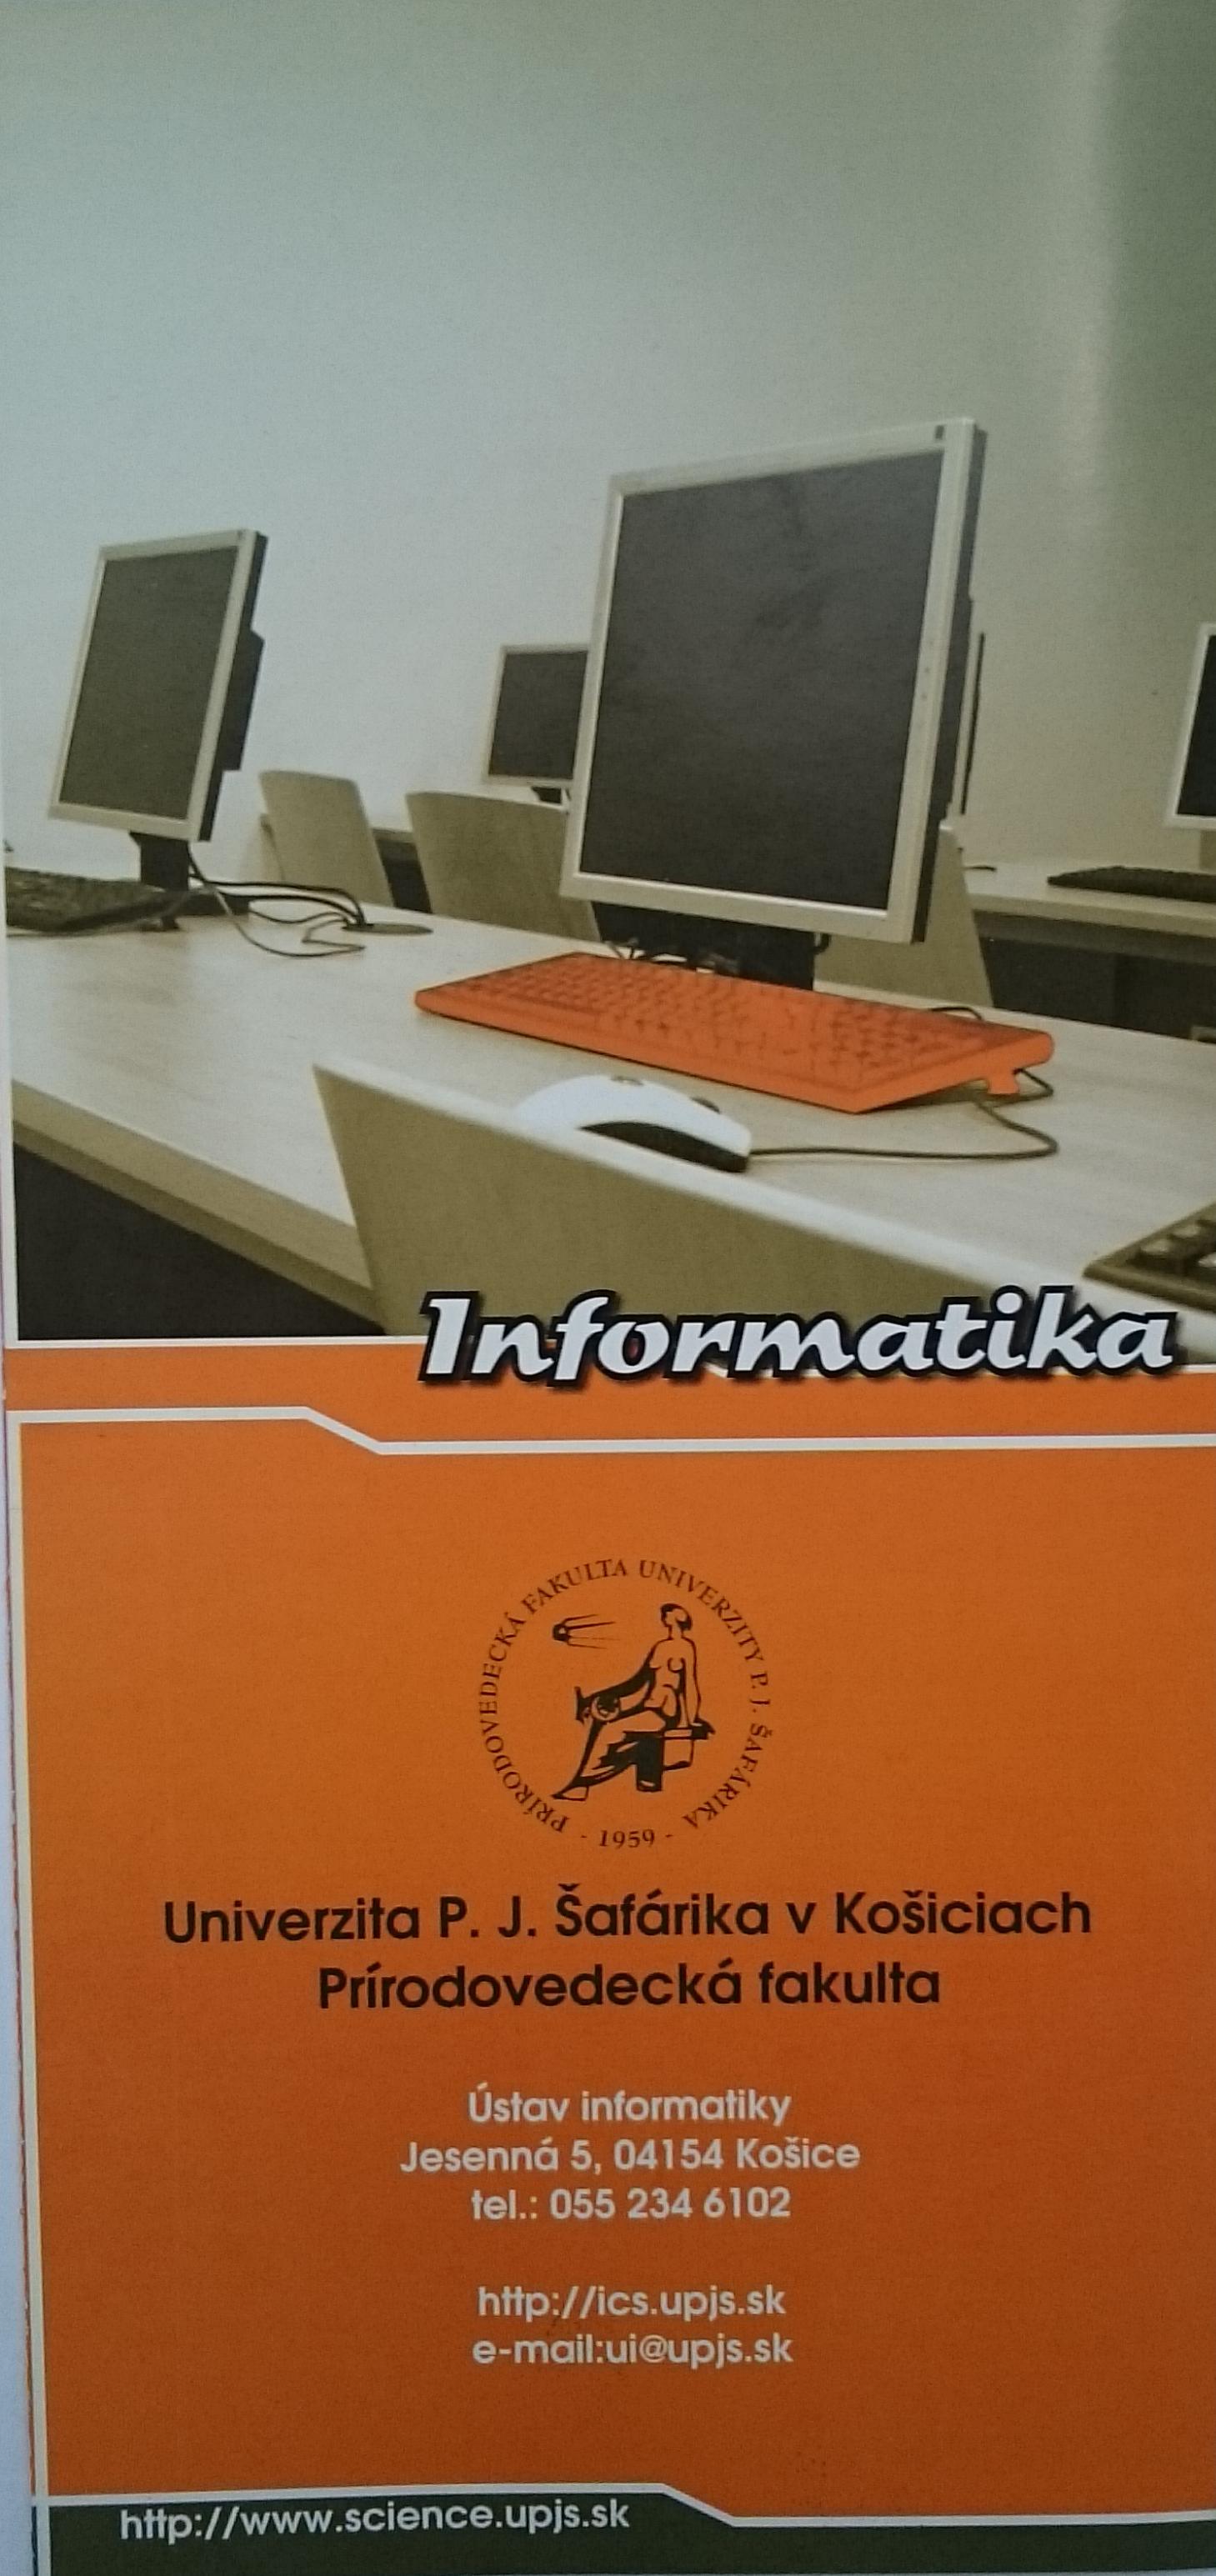 Informatika
PRÍRODOVEDECKÁ FAKULTA UNIVERZITY P. J. ŠAFÁRIKA
- 1959 -
Univerzita P. J. Šafárika v Košiciach
Prírodovedecká fakulta
Ústav informatiky
Jesenná 5, 04154 Košice
tel.: 055 234 6102
http://ics.upjs.sk
e-mail:ui@upjs.sk
http://www.science.upjs.sk